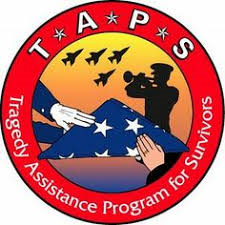 T ★ A ★ P ★ S
Tragedy Assistance Program for Survivors